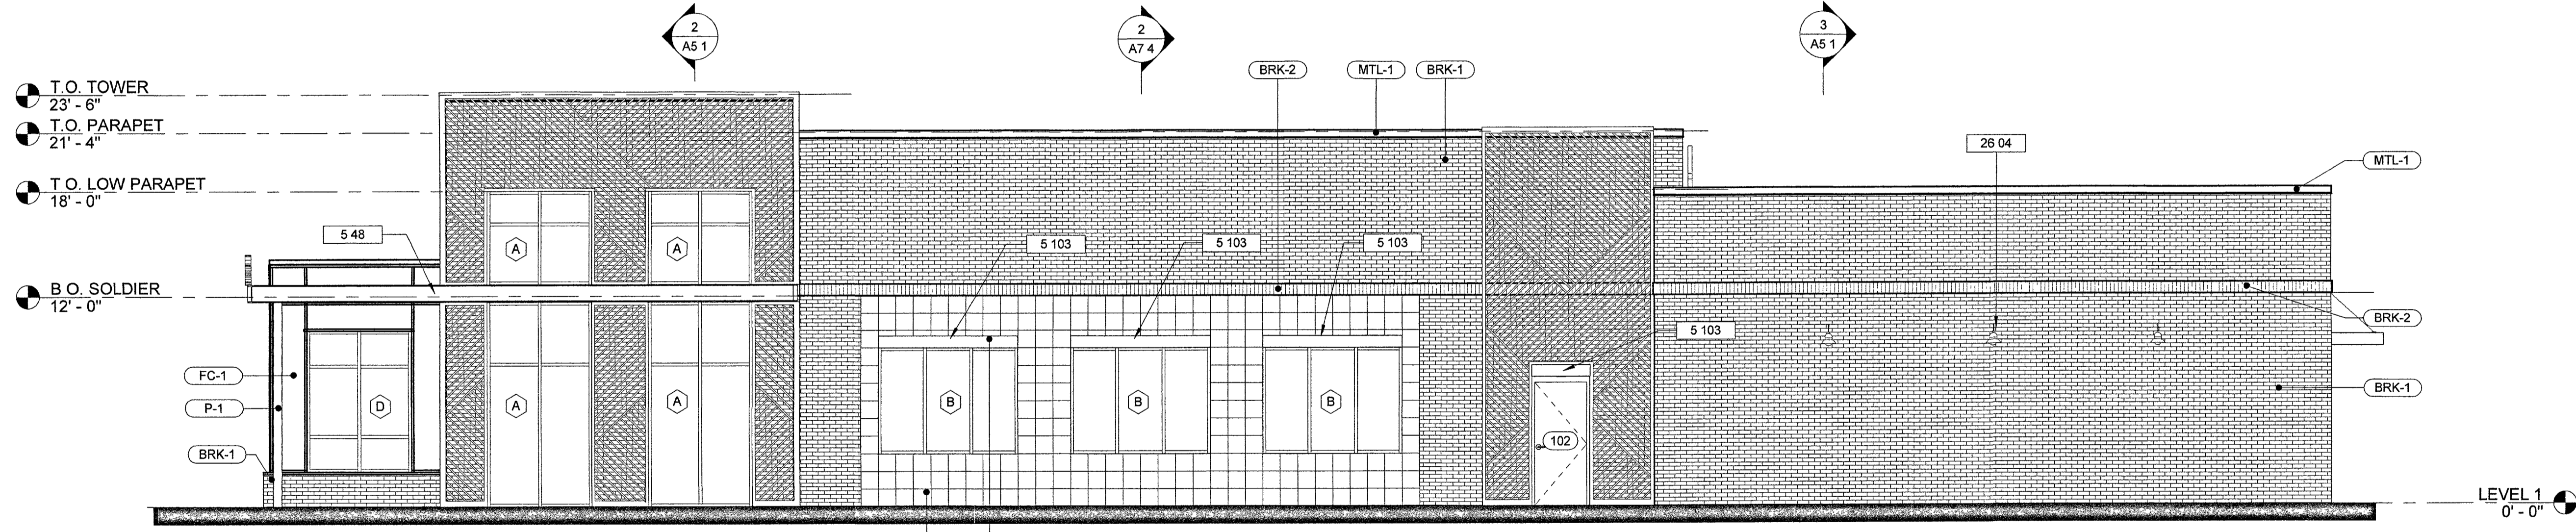 2
A5 1
2
A7 4
3
A5 1
BRK-2
MTL-1
BRK-1
T.O. TOWER
23' - 6"
T.O. PARAPET
21' - 4"
26 04
MTL-1
T O. LOW PARAPET
18' - 0"
5 48
A
A
5 103
5 103
5 103
B O. SOLDIER
12' - 0"
BRK-2
5 103
FC-1
P-1
D
A
A
B
B
B
BRK-1
102
BRK-1
LEVEL 1
0' - 0"